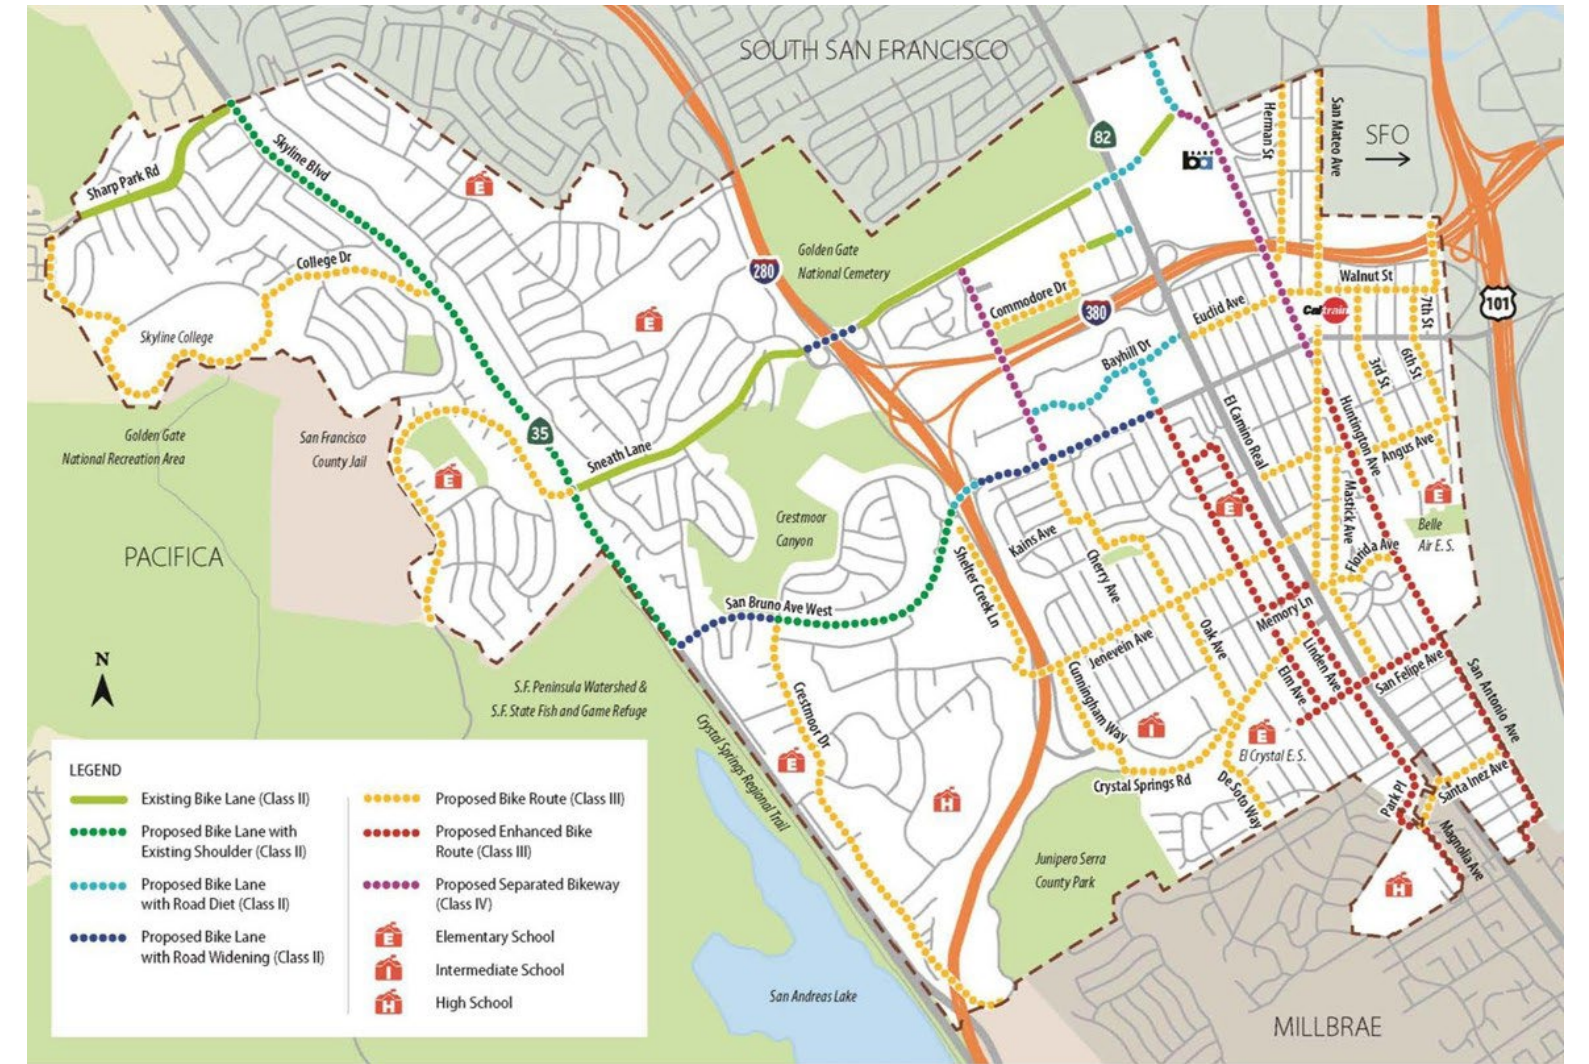 SOUTH SAN FRANCISCO
SFO
82
BART
ba
Herman St
San Mateo Ave
Sharp Park Rd
Skyline Blvd
E
Golden Gate
National Cemetery
280
College Dr
Skyline College
E
Commodore Dr
380
Walnut St
Euclid Ave
Caltrain
7th St
101
Bayhill Dr
3rd St
6th St
35
Sneath Lane
Golden Gate
National Recreation Area
San Francisco
County Jail
El Camino Real
Huntington Ave
Angus Ave
E
E
E
Mastick Ave
Belle
Air E. S.
Crestmoor
Canyon
PACIFICA
Kains Ave
Florida Ave
Cherry Ave
Shelter Creek Ln
San Bruno Ave West
Memory Ln
Oak Ave
Jenevein Ave
Linden Ave
Elm Ave
San Felipe Ave
San Antonio Ave
N
S.F. Peninsula Watershed &
S.F. State Fish and Game Refuge
Crestmoor Dr
Cunningham Way
I
E
El Crystal E. S.
Crystal Springs Regional Trail
E
H
Crystal Springs Rd
De Soto Way
Santa Inez Ave
Park Pl
Magnolia Ave
Junipero Serra
County Park
H
San Andreas Lake
MILLBRAE
LEGEND
Existing Bike Lane (Class II)
Proposed Bike Lane with
Existing Shoulder (Class II)
Proposed Bike Lane
with Road Diet (Class II)
Proposed Bike Lane
with Road Widening (Class II)
Proposed Bike Route (Class III)
Proposed Enhanced Bike
Route (Class III)
Proposed Separated Bikeway
(Class IV)
E
Elementary School
I
Intermediate School
H
High School